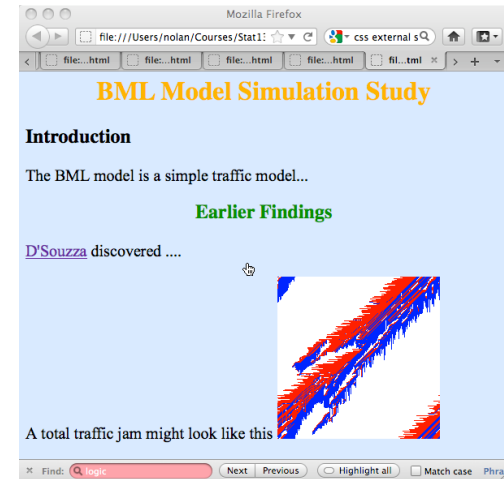 Mozilla Firefox
file:///Users/nolan/Courses/Stat13 css external s
file:...html file:...html file:...html file:...html fil...tml
BML Model Simulation Study
Introduction
The BML model is a simple traffic model...
Earlier Findings
D'Souzza discovered ....
A total traffic jam might look like this
Find: logic Next Previous Highlight all Match case Phra